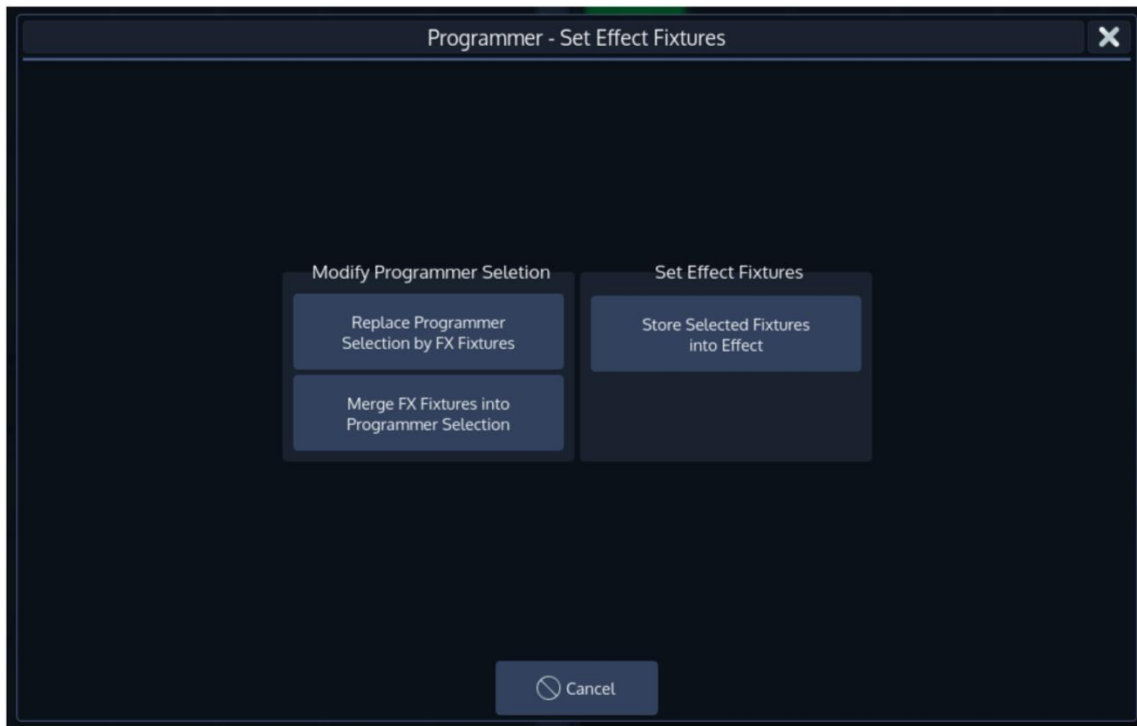 Programmer - Set Effect Fixtures
Modify Programmer Seletion
Replace Programmer
Selection by FX Fixtures
Merge FX Fixtures into
Programmer Selection
Set Effect Fixtures
Store Selected Fixtures
into Effect
Cancel